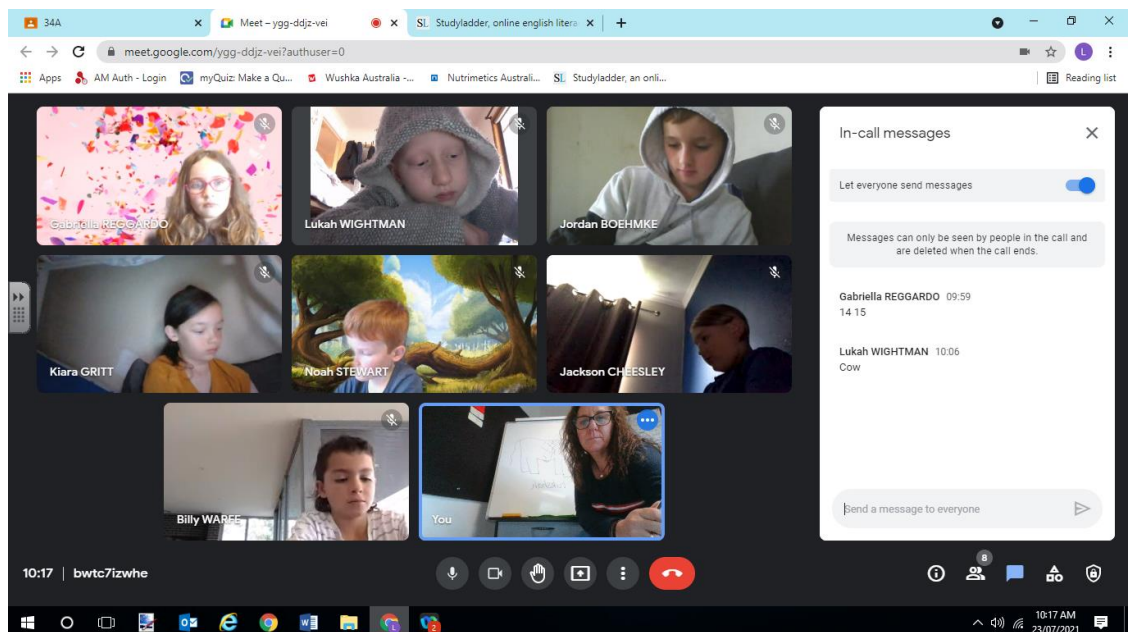 34A
Meet – ygg-ddjz-vei
Studyladder, online english litera
meet.google.com/ygg-ddjz-vei?authuser=0
Apps
AM Auth - Login
myQuiz: Make a Qu...
Wushka Australia -...
Nutrimetics Australi...
SL Studyladder, an onli...
Reading list
In-call messages
Let everyone send messages
Messages can only be seen by people in the call and
are deleted when the call ends.
Gabriella REGGARDO 09:59
14 15
Lukah WIGHTMAN 10:06
Cow
Send a message to everyone
Gabriella REGGARDO
Lukah WIGHTMAN
Jordan BOEHMKE
Kiara GRITT
Noah STEWART
Jackson CHEESLEY
Billy WARFE
You
10:17 | bwtc7izwhe
8
10:17 AM
23/07/2021